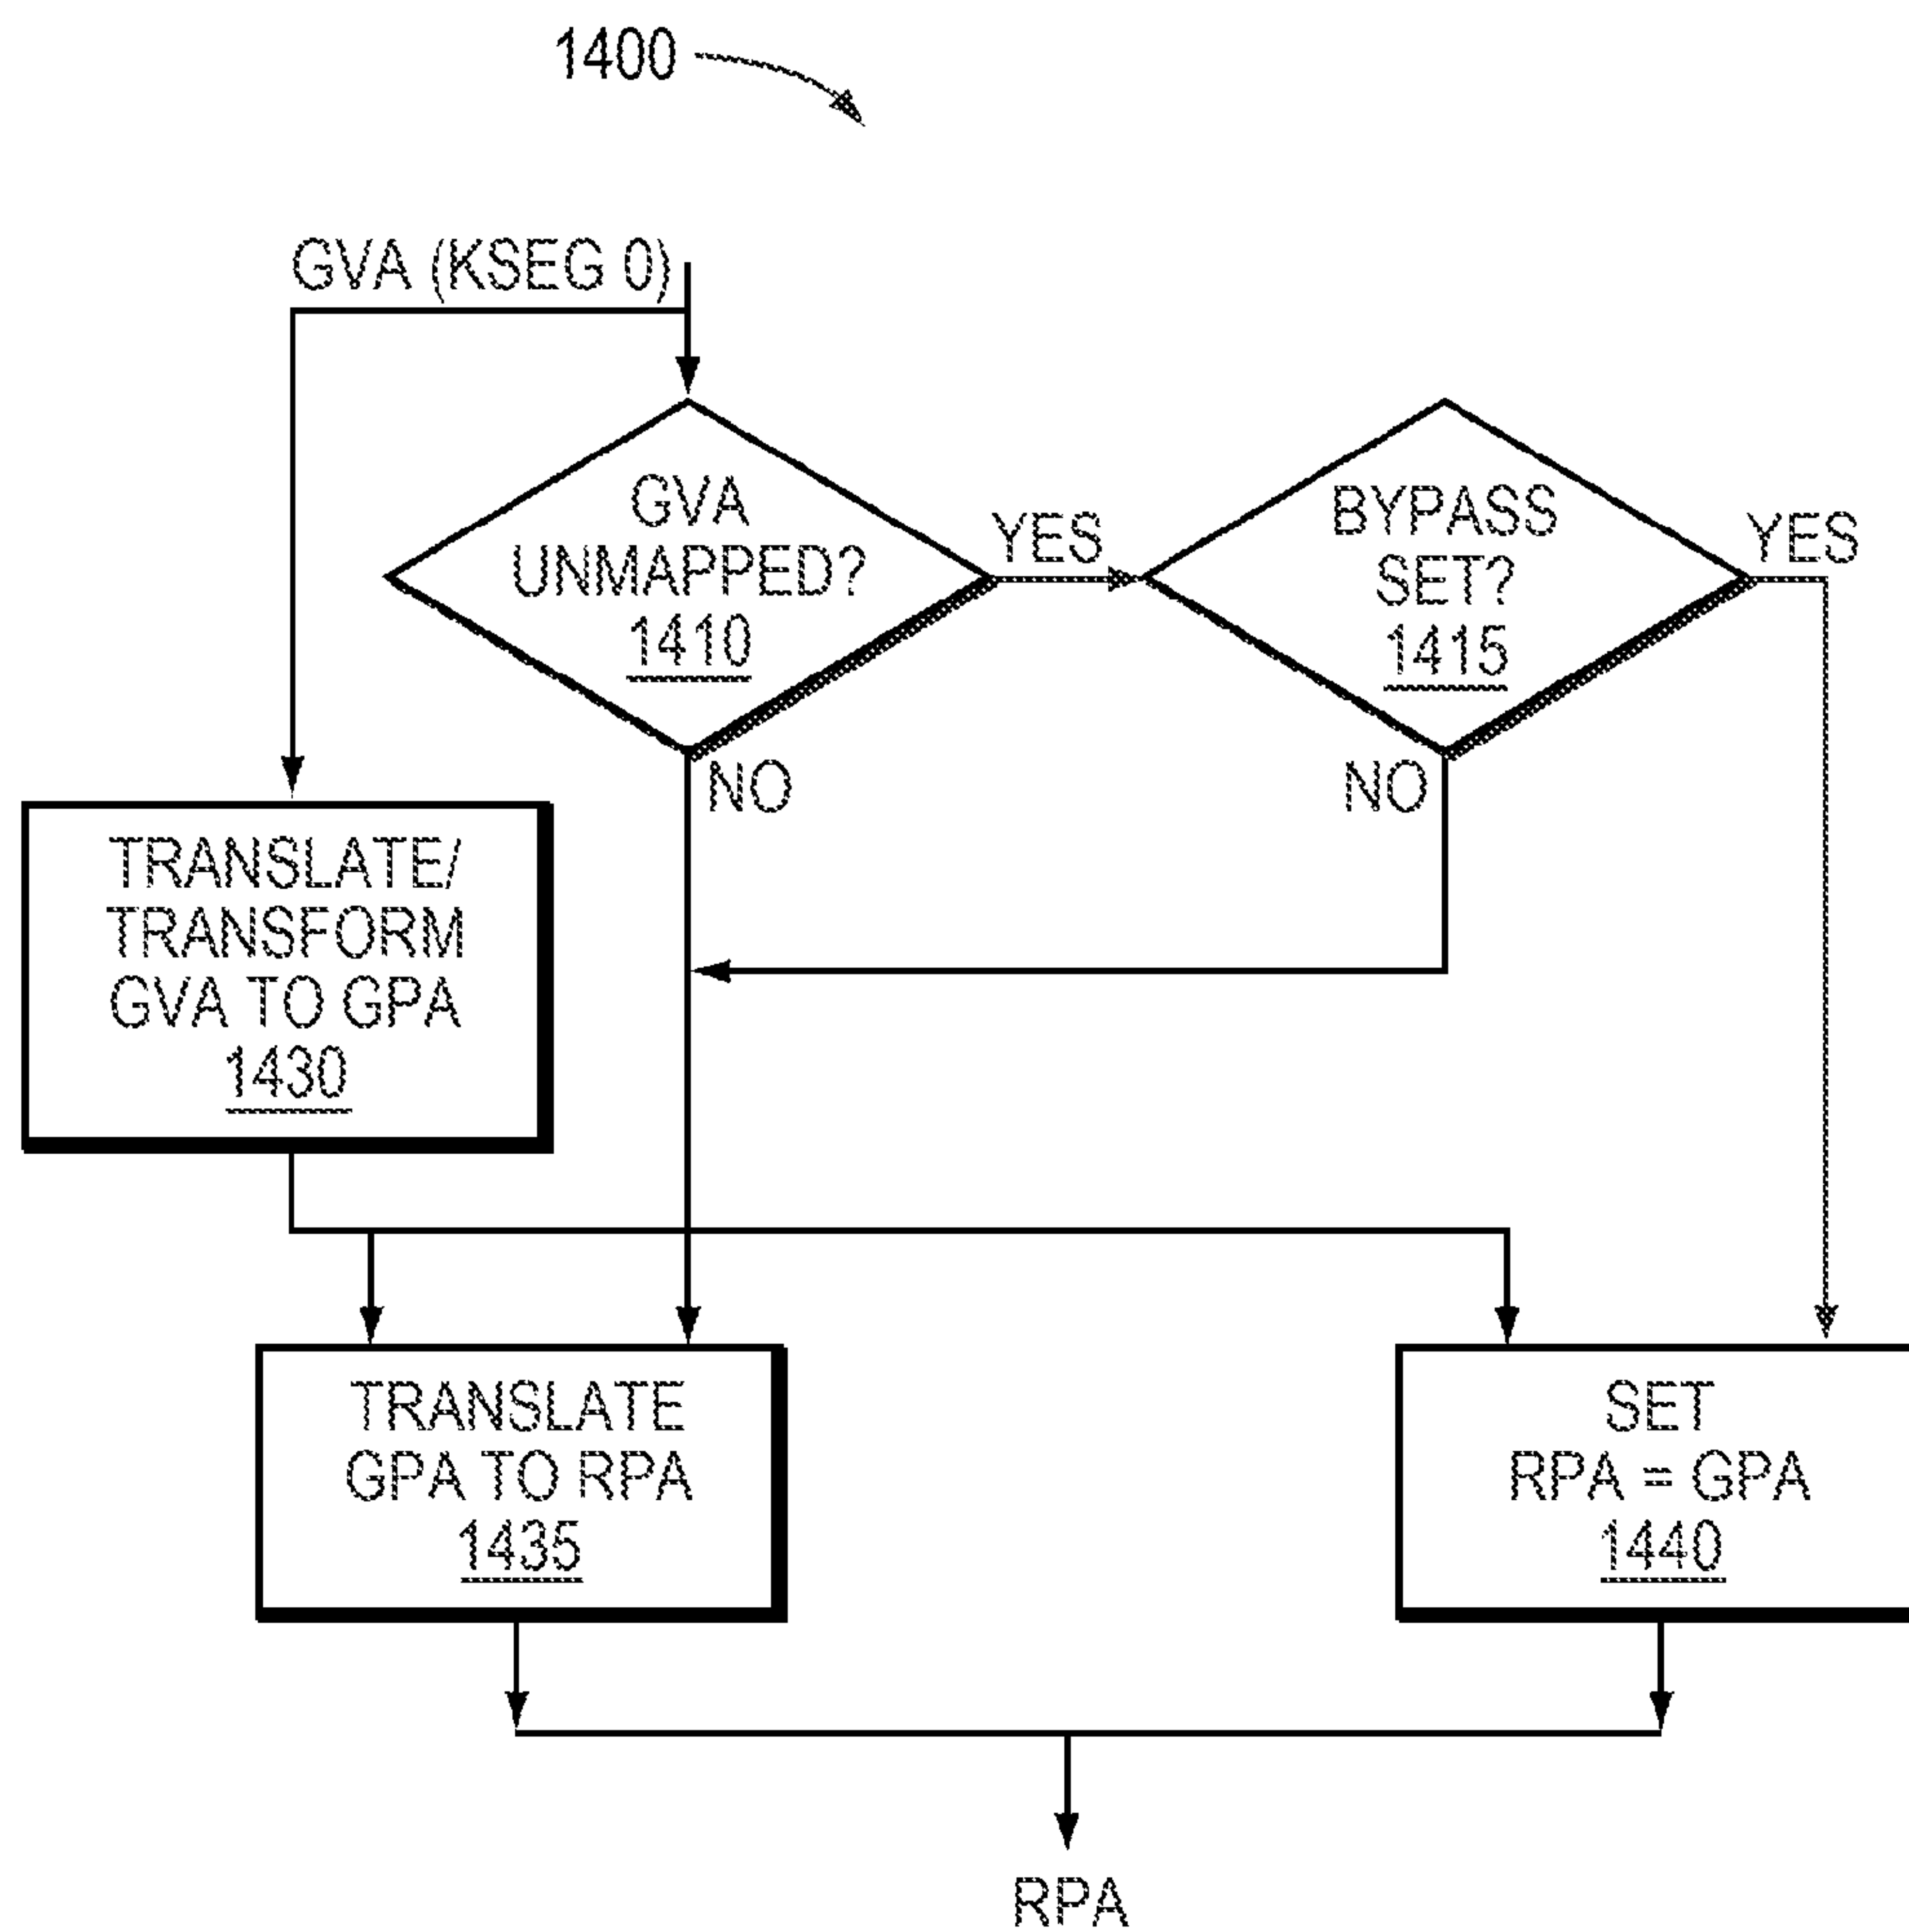 1400
GVA (KSEG 0)
GVA
UNMAPPED?
1410
YES
BYPASS
SET?
1415
YES
NO
NO
TRANSLATE/
TRANSFORM
GVA TO GPA
1430
TRANSLATE
GPA TO RPA
1435
SET
RPA = GPA
1440
RPA